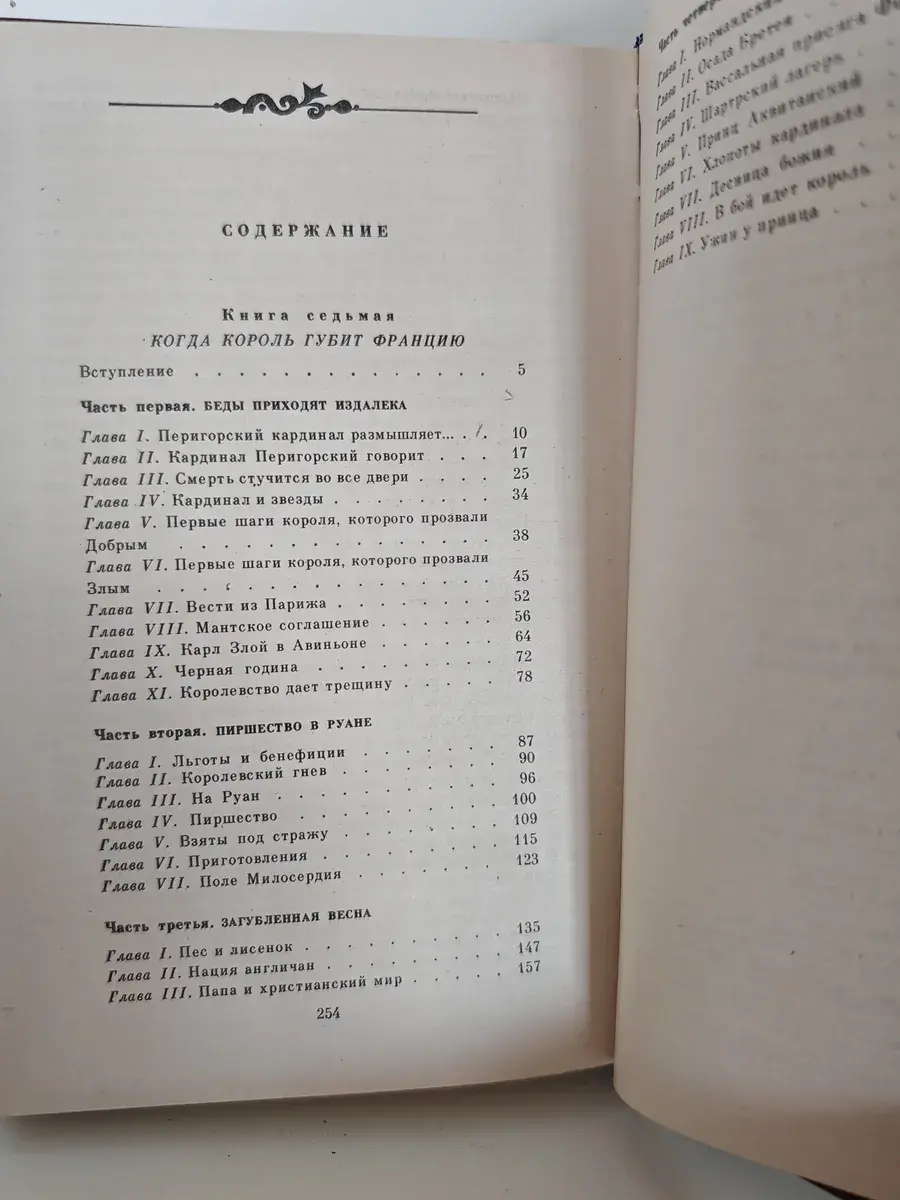 СОДЕРЖАНИЕ
Книга седьмая
КОГДА КОРОЛЬ ГУБИТ ФРАНЦИЮ
Вступление . . . . . . . . . . . . . . 5
Часть первая. БЕДЫ ПРИХОДЯТ ИЗДАЛЕКА
Глава I. Перигорский кардинал размышляет... . . 10
Глава II. Кардинал Перигорский говорит . . . 17
Глава III. Смерть стучится во все двери . . . . 25
Глава IV. Кардинал и звезды . . . . . . . 34
Глава V. Первые шаги короля, которого прозвали
Добрым . . . . . . . . . . . . . . 38
Глава VI. Первые шаги короля, которого прозвали
Злым . . . . . . . . . . . . . . . 45
Глава VII. Вести из Парижа . . . . . . . 52
Глава VIII. Мантское соглашение . . . . . 56
Глава IX. Карл Злой в Авиньоне . . . . . . 64
Глава X. Черная година . . . . . . . . 72
Глава XI. Королевство дает трещину . . . . . 78
Часть вторая. ПИРШЕСТВО В РУАНЕ
Глава I. Льготы и бенефиции . . . . . . . 87
Глава II. Королевский гнев . . . . . . . 90
Глава III. На Руан . . . . . . . . . . 96
Глава IV. Пиршество . . . . . . . . . 100
Глава V. Взяты под стражу . . . . . . . 109
Глава VI. Приготовления . . . . . . . . 115
Глава VII. Поле Милосердия . . . . . . . 123
Часть третья. ЗАГУБЛЕННАЯ ВЕСНА
Глава I. Пес и лисенок . . . . . . . . . 135
Глава II. Нация англичан . . . . . . . . 147
Глава III. Папа и христианский мир . . . . . 157
254
Часть
Глава I. Нормандский
Глава II. Осада Бретея . . .
Глава III. Вассальная присяга
Глава IV. Шартрский лагерь . .
Глава V. Принц Аквитанский
Глава VI. Хлопоты кардинала
Глава VII. Десница божия . .
Глава VIII. В бой идет король . .
Глава IX. Ужин у принца . . .